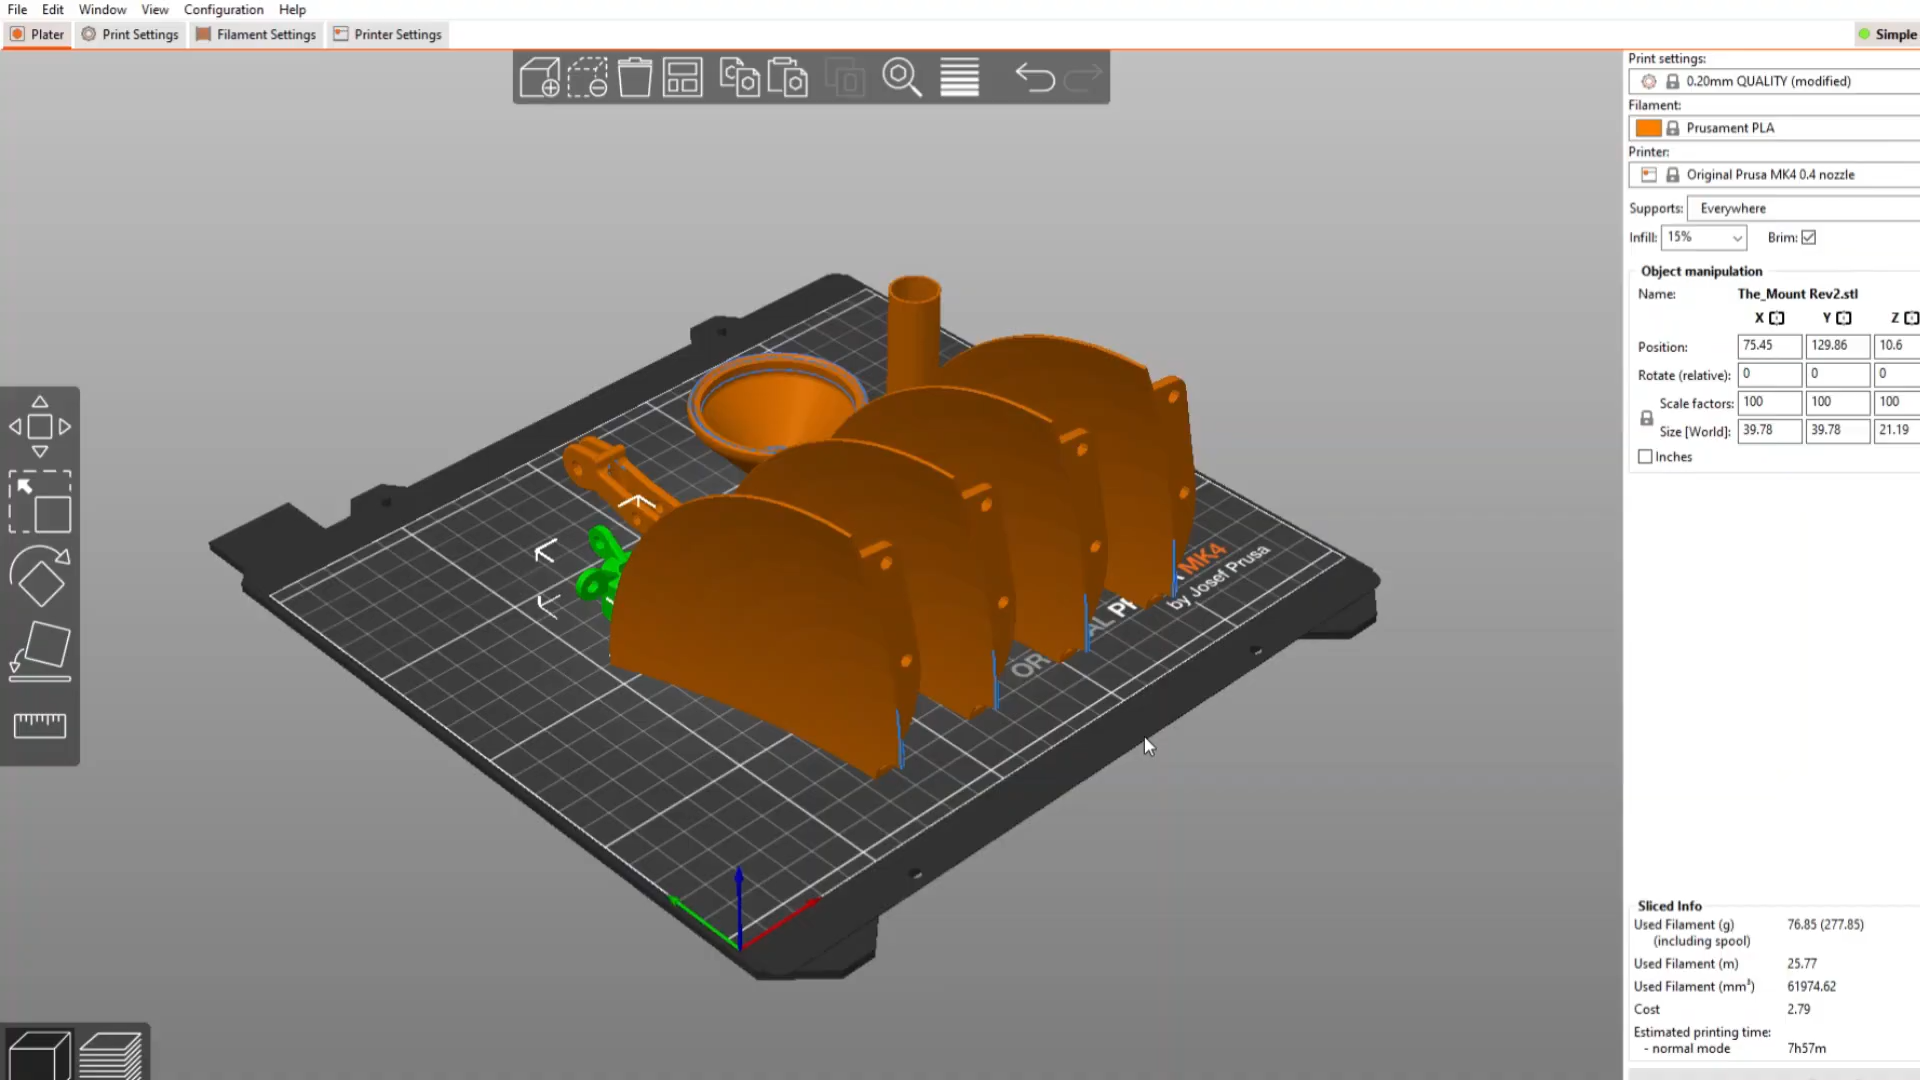 File Edit Window View Configuration Help
Plater Print Settings Filament Settings Printer Settings
Simple
Print settings:
0.20mm QUALITY (modified)
Filament:
Prusament PLA
Printer:
Original Prusa MK4 0.4 nozzle
Supports: Everywhere
Infill: 15% Brim:
Object manipulation
Name: The_Mount Rev2.stl
X Y Z
Position: 75.45 129.86 10.6
Rotate (relative): 0 0 0
Scale factors: 100 100 100
Size [World]: 39.78 39.78 21.19
Inches
MK4
by Josef Prusa
Sliced Info
Used Filament (g) 76.85 (277.85)
(including spool)
Used Filament (m) 25.77
Used Filament (mm³) 61974.62
Cost 2.79
Estimated printing time:
- normal mode 7h57m